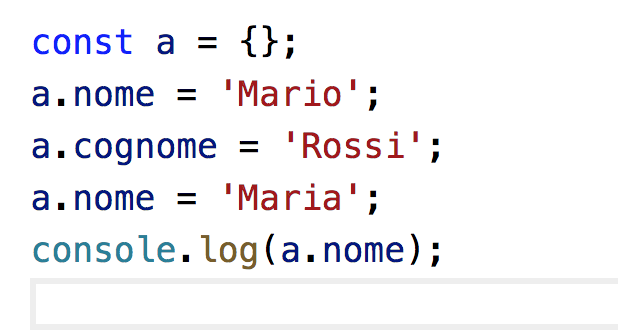 const a = {};
a.nome = 'Mario';
a.cognome = 'Rossi';
a.nome = 'Maria';
console.log(a.nome);